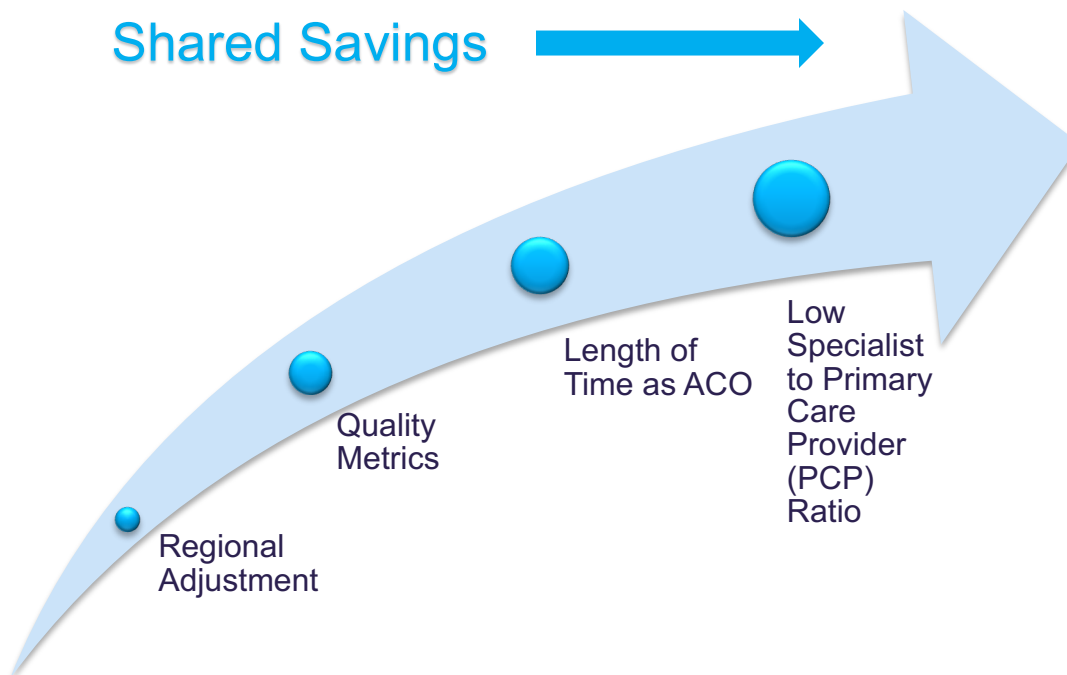 Shared Savings
Regional
Adjustment
Quality
Metrics
Length of
Time as ACO
Low
Specialist
to Primary
Care
Provider
(PCP)
Ratio